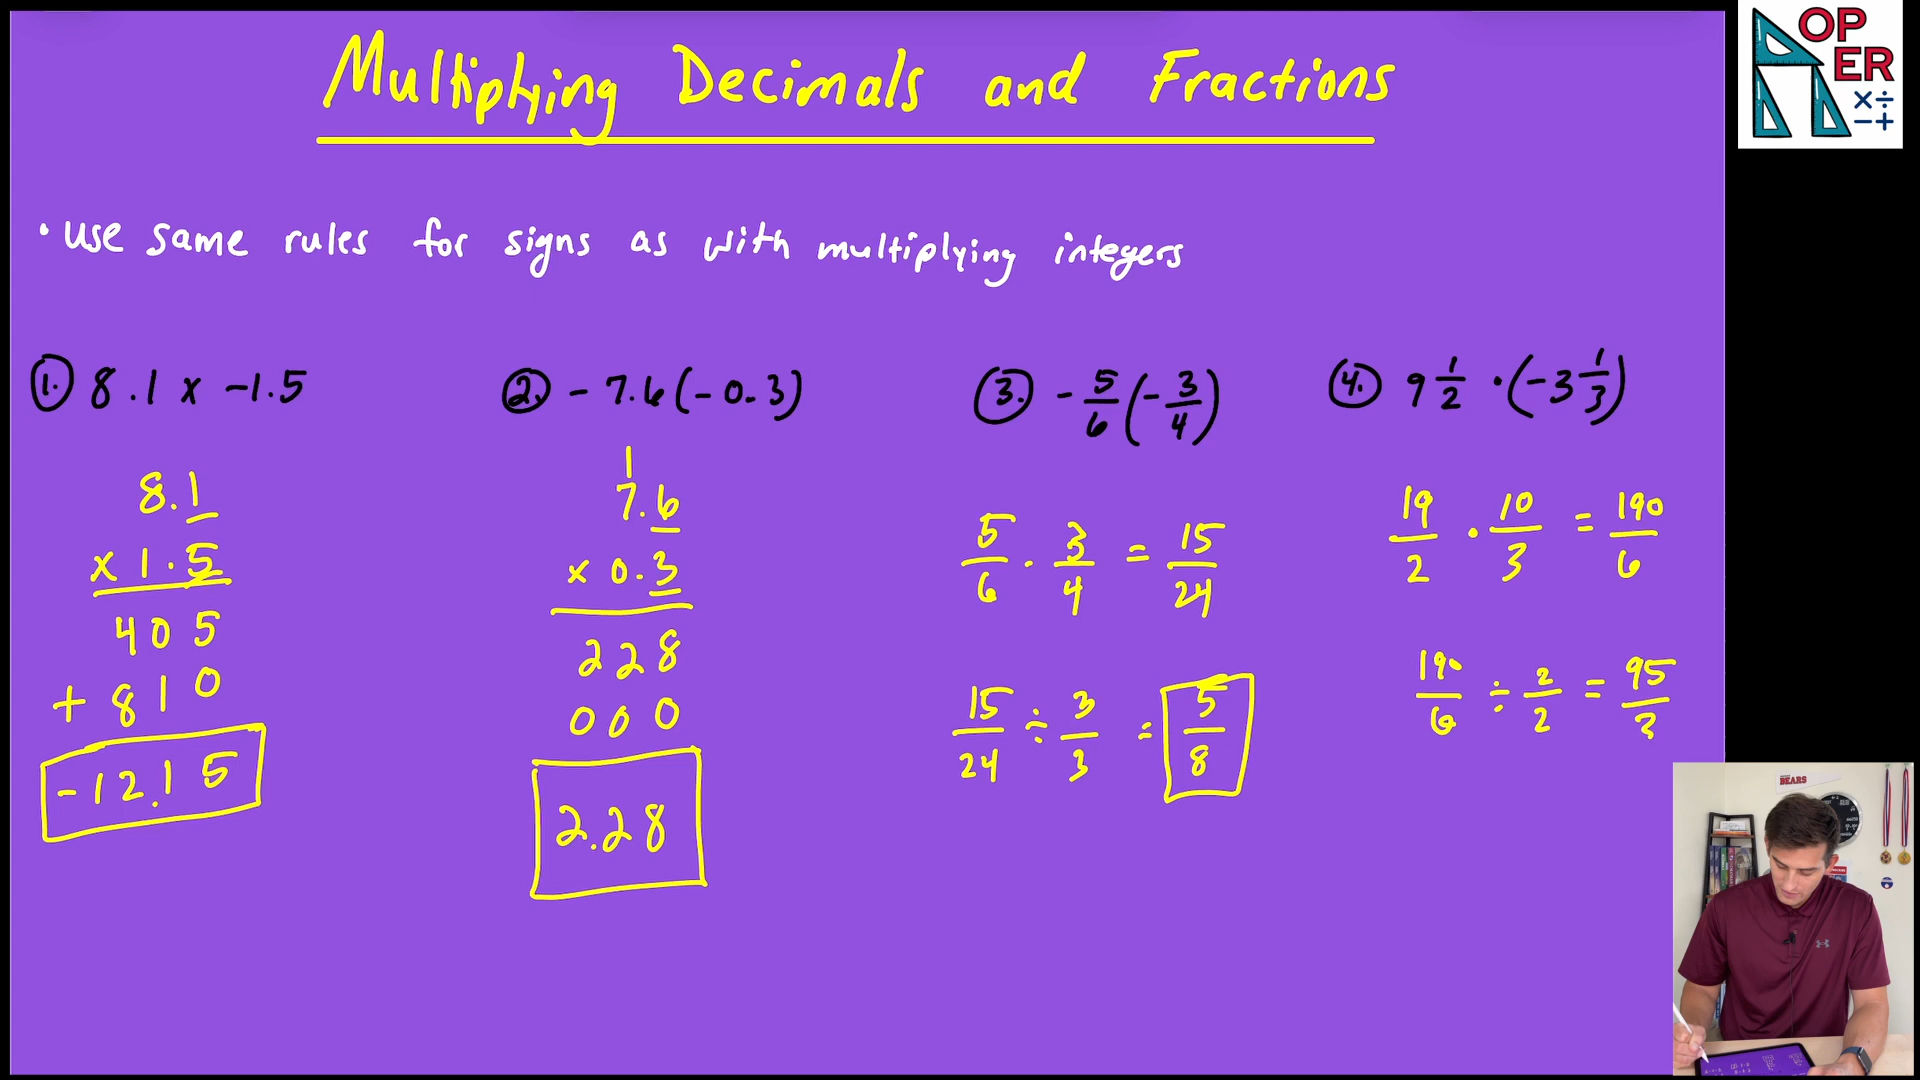 Multiplying Decimals and Fractions
OP
ER
×÷
−+
• Use same rules for signs as with multiplying integers
1. 8.1 x -1.5
8.1
x 1.5
405
+ 810
-12.15
2. -7.6(-0.3)
1
7.6
x 0.3
228
000
2.28
3. -5/6(-3/4)
5/6 · 3/4 = 15/24
15/24 ÷ 3/3 = 5/8
4. 9 1/2 · (-3 1/3)
19/2 · 10/3 = 190/6
190/6 ÷ 2/2 = 95/3
BEARS